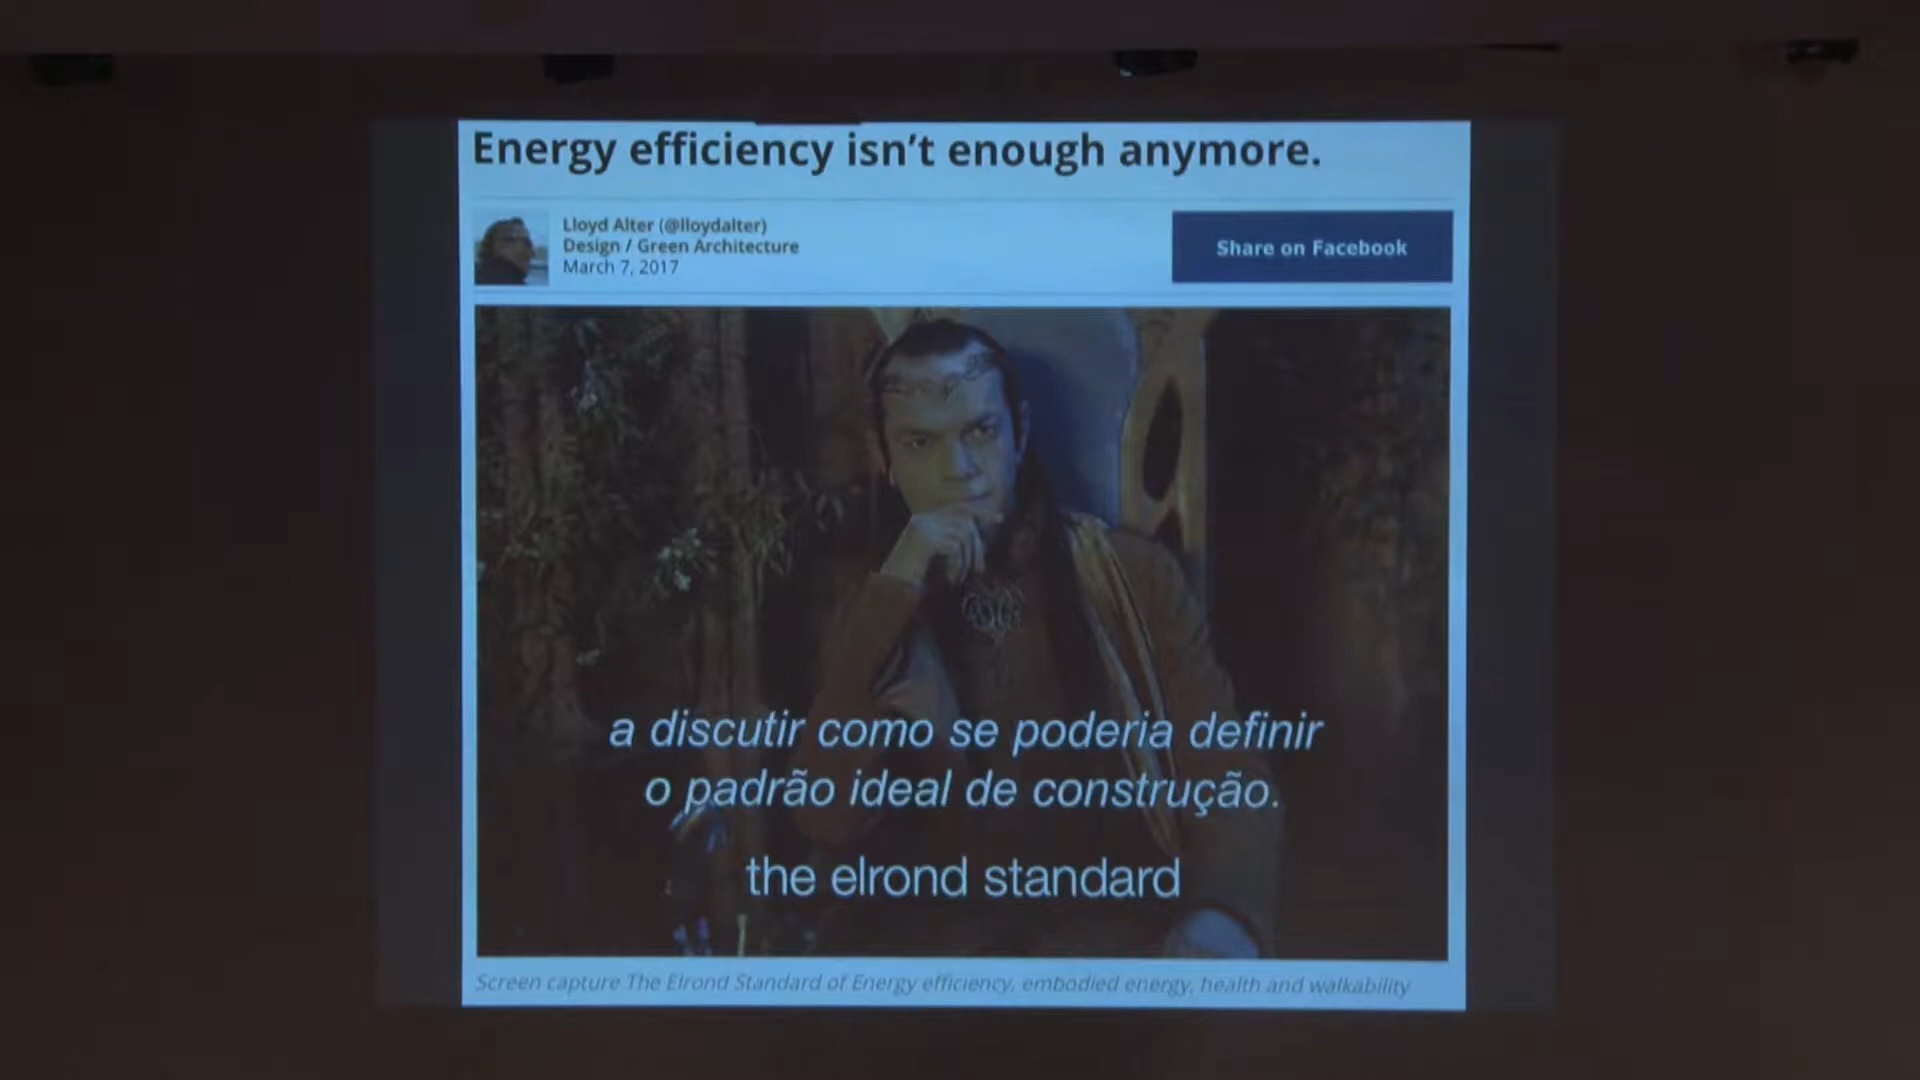 Energy efficiency isn't enough anymore.
Lloyd Alter (@lloydalter)
Design / Green Architecture
March 7, 2017
Share on Facebook
a discutir como se poderia definir
o padrão ideal de construção.
the elrond standard
Screen capture The Elrond Standard of Energy efficiency, embodied energy, health and walkability